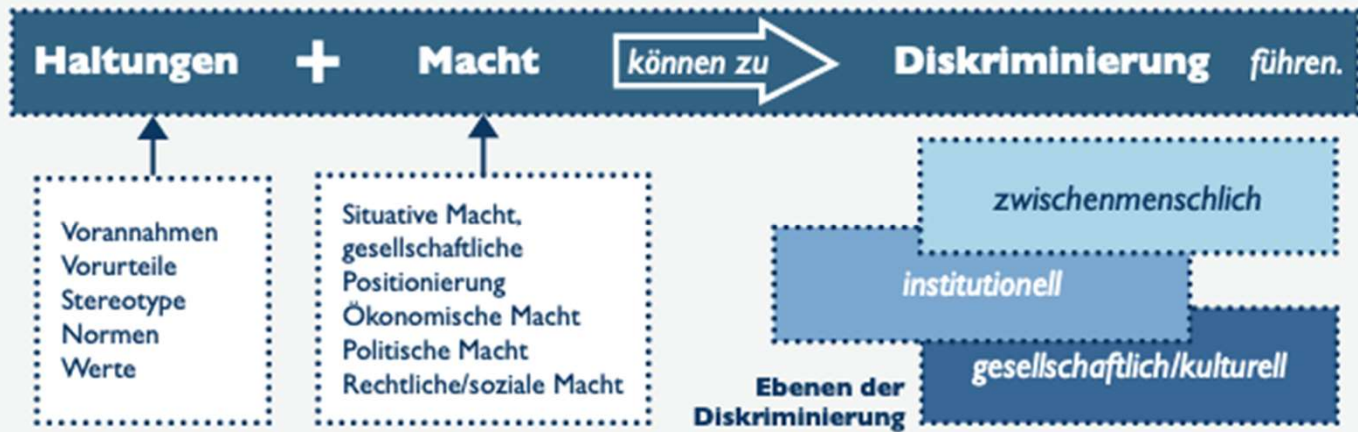 Haltungen + Macht können zu Diskriminierung führen.
Vorannahmen
Vorurteile
Stereotype
Normen
Werte
Situative Macht,
gesellschaftliche
Positionierung
Ökonomische Macht
Politische Macht
Rechtliche/soziale Macht
zwischenmenschlich
institutionell
gesellschaftlich/kulturell
Ebenen der
Diskriminierung